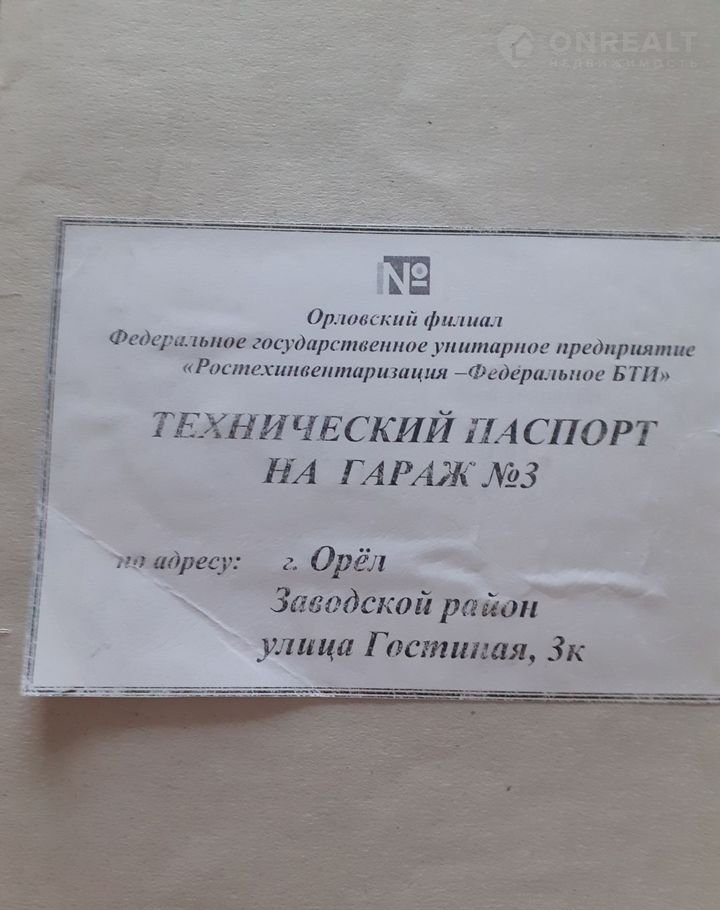 ONREALT
НЕДВИЖИМОСТЬ
№
Орловский филиал
Федеральное государственное унитарное предприятие
«Ростехинвентаризация –Федеральное БТИ»
ТЕХНИЧЕСКИЙ ПАСПОРТ
НА ГАРАЖ №3
по адресу: г. Орёл
Заводской район
улица Гостиная, 3к